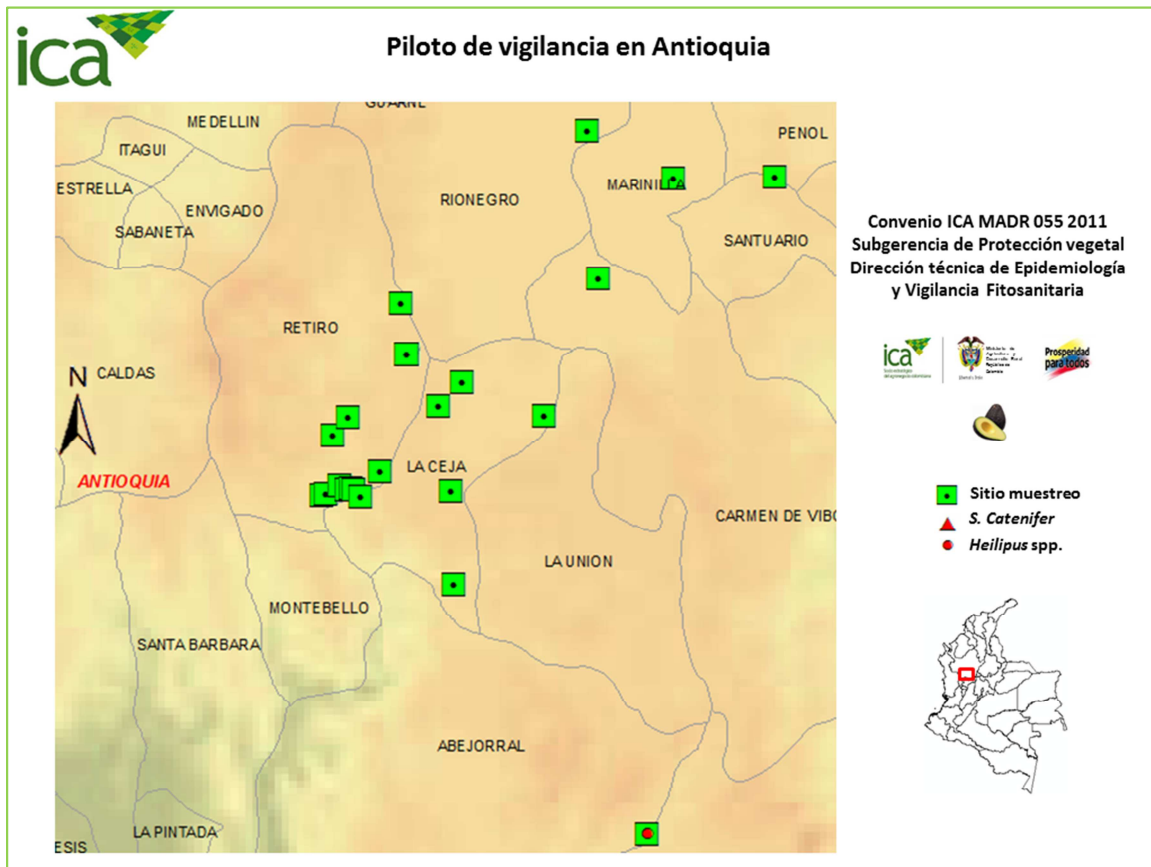 ica
Piloto de vigilancia en Antioquia
GUARNE
MEDELLIN
PENOL
ITAGUI
ESTRELLA
MARINILLA
RIONEGRO
ENVIGADO
SABANETA
SANTUARIO
RETIRO
N
CALDAS
LA CEJA
ANTIOQUIA
CARMEN DE VIBO
LA UNION
MONTEBELLO
SANTA BARBARA
ABEJORRAL
LA PINTADA
ESIS
Convenio ICA MADR 055 2011
Subgerencia de Protección vegetal
Dirección técnica de Epidemiología
y Vigilancia Fitosanitaria
ica
Prosperidad
para todos
Sitio muestreo
S. Catenifer
Heilipus spp.